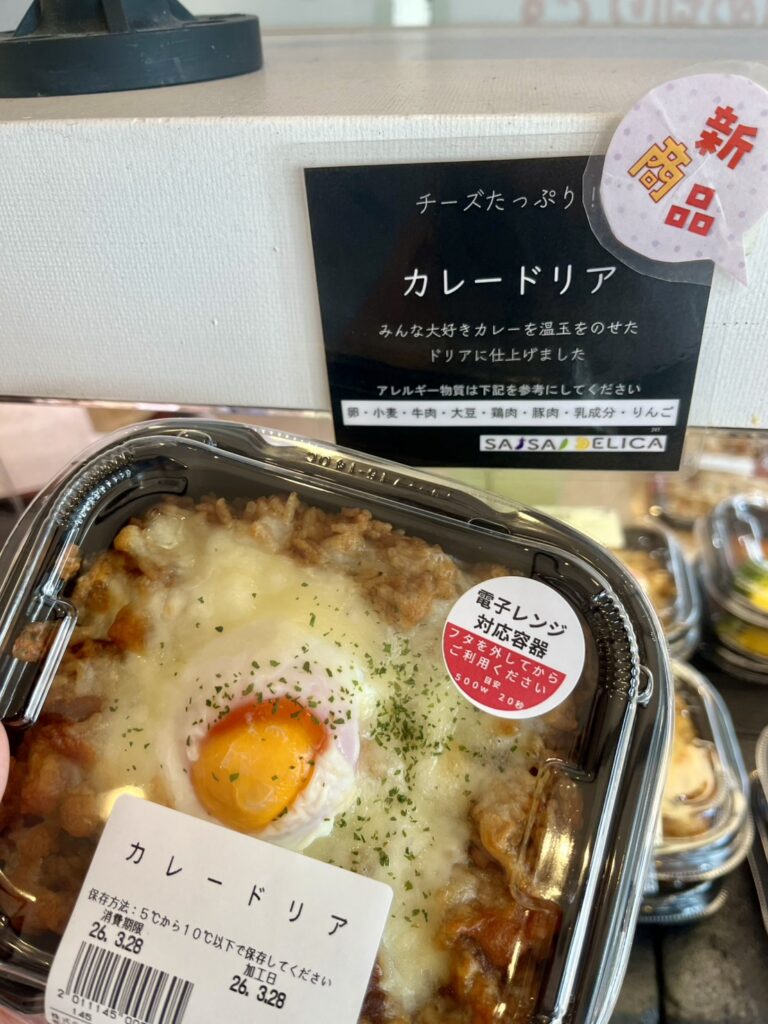 新
商
品
チーズたっぷり!
カレードリア
みんな大好きカレーを温玉をのせた
ドリアに仕上げました
アレルギー物質は下記を参考にしてください
卵・小麦・牛肉・大豆・鶏肉・豚肉・乳成分・りんご
SAISAI DELICA
電子レンジ
対応容器
フタを外してから
ご利用ください
目安
500w 20秒
カレードリア
保存方法:5℃から10℃以下で保存してください
消費期限
26. 3.28
加工日
26. 3.28
145